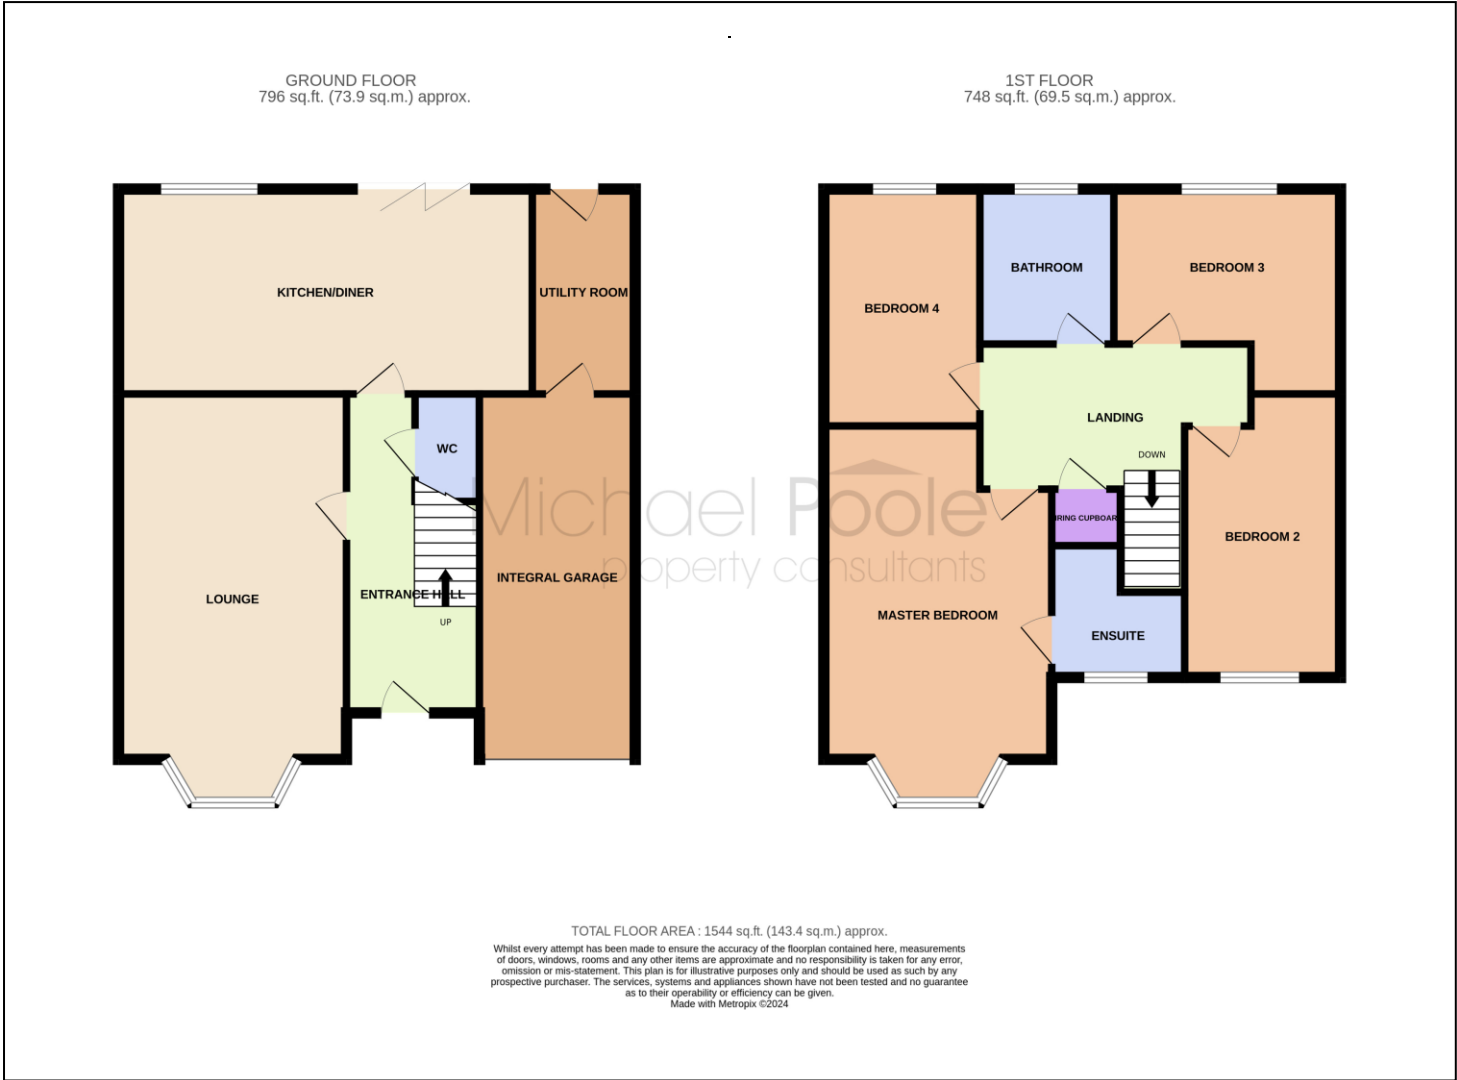 GROUND FLOOR
796 sq.ft. (73.9 sq.m.) approx.
1ST FLOOR
748 sq.ft. (69.5 sq.m.) approx.
KITCHEN/DINER
UTILITY ROOM
WC
INTEGRAL GARAGE
ENTRANCE HALL
LOUNGE
UP
BATHROOM
BEDROOM 3
BEDROOM 4
LANDING
DOWN
IRING CUPBOAR
BEDROOM 2
MASTER BEDROOM
ENSUITE
Michael Poole
property consultants
TOTAL FLOOR AREA : 1544 sq.ft. (143.4 sq.m.) approx.
Whilst every attempt has been made to ensure the accuracy of the floorplan contained here, measurements
of doors, windows, rooms and any other items are approximate and no responsibility is taken for any error,
omission or mis-statement. This plan is for illustrative purposes only and should be used as such by any
prospective purchaser. The services, systems and appliances shown have not been tested and no guarantee
as to their operability or efficiency can be given.
Made with Metropix ©2024